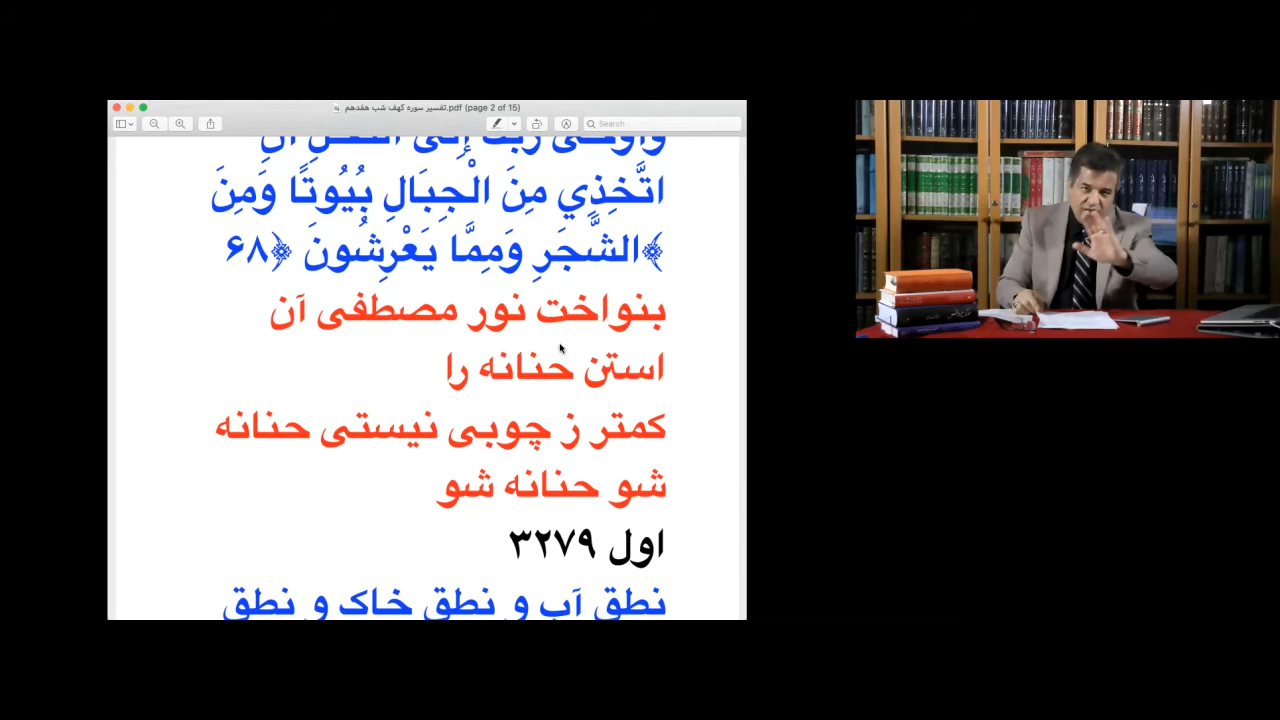 تفسیر سوره کهف شب هفدهم.pdf (page 2 of 15)
Search
اتَّخِذِي مِنَ الْجِبَالِ بُيُوتًا وَمِنَ
الشَّجَرِ وَمِمَّا يَعْرِشُونَ ﴿۶۸﴾
بنواخت نور مصطفی آن
استن حنانه را
کمتر ز چوبی نیستی حنانه
شو حنانه شو
اول ۳۲۷۹
نطق آب و نطق خاک و نطق